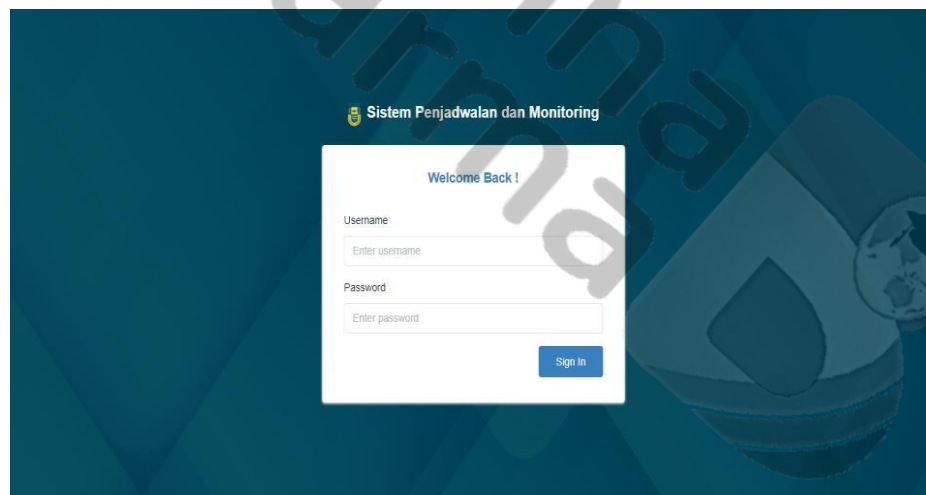 Sistem Penjadwalan dan Monitoring
Welcome Back !
Username
Enter username
Password
Enter password
Sign In